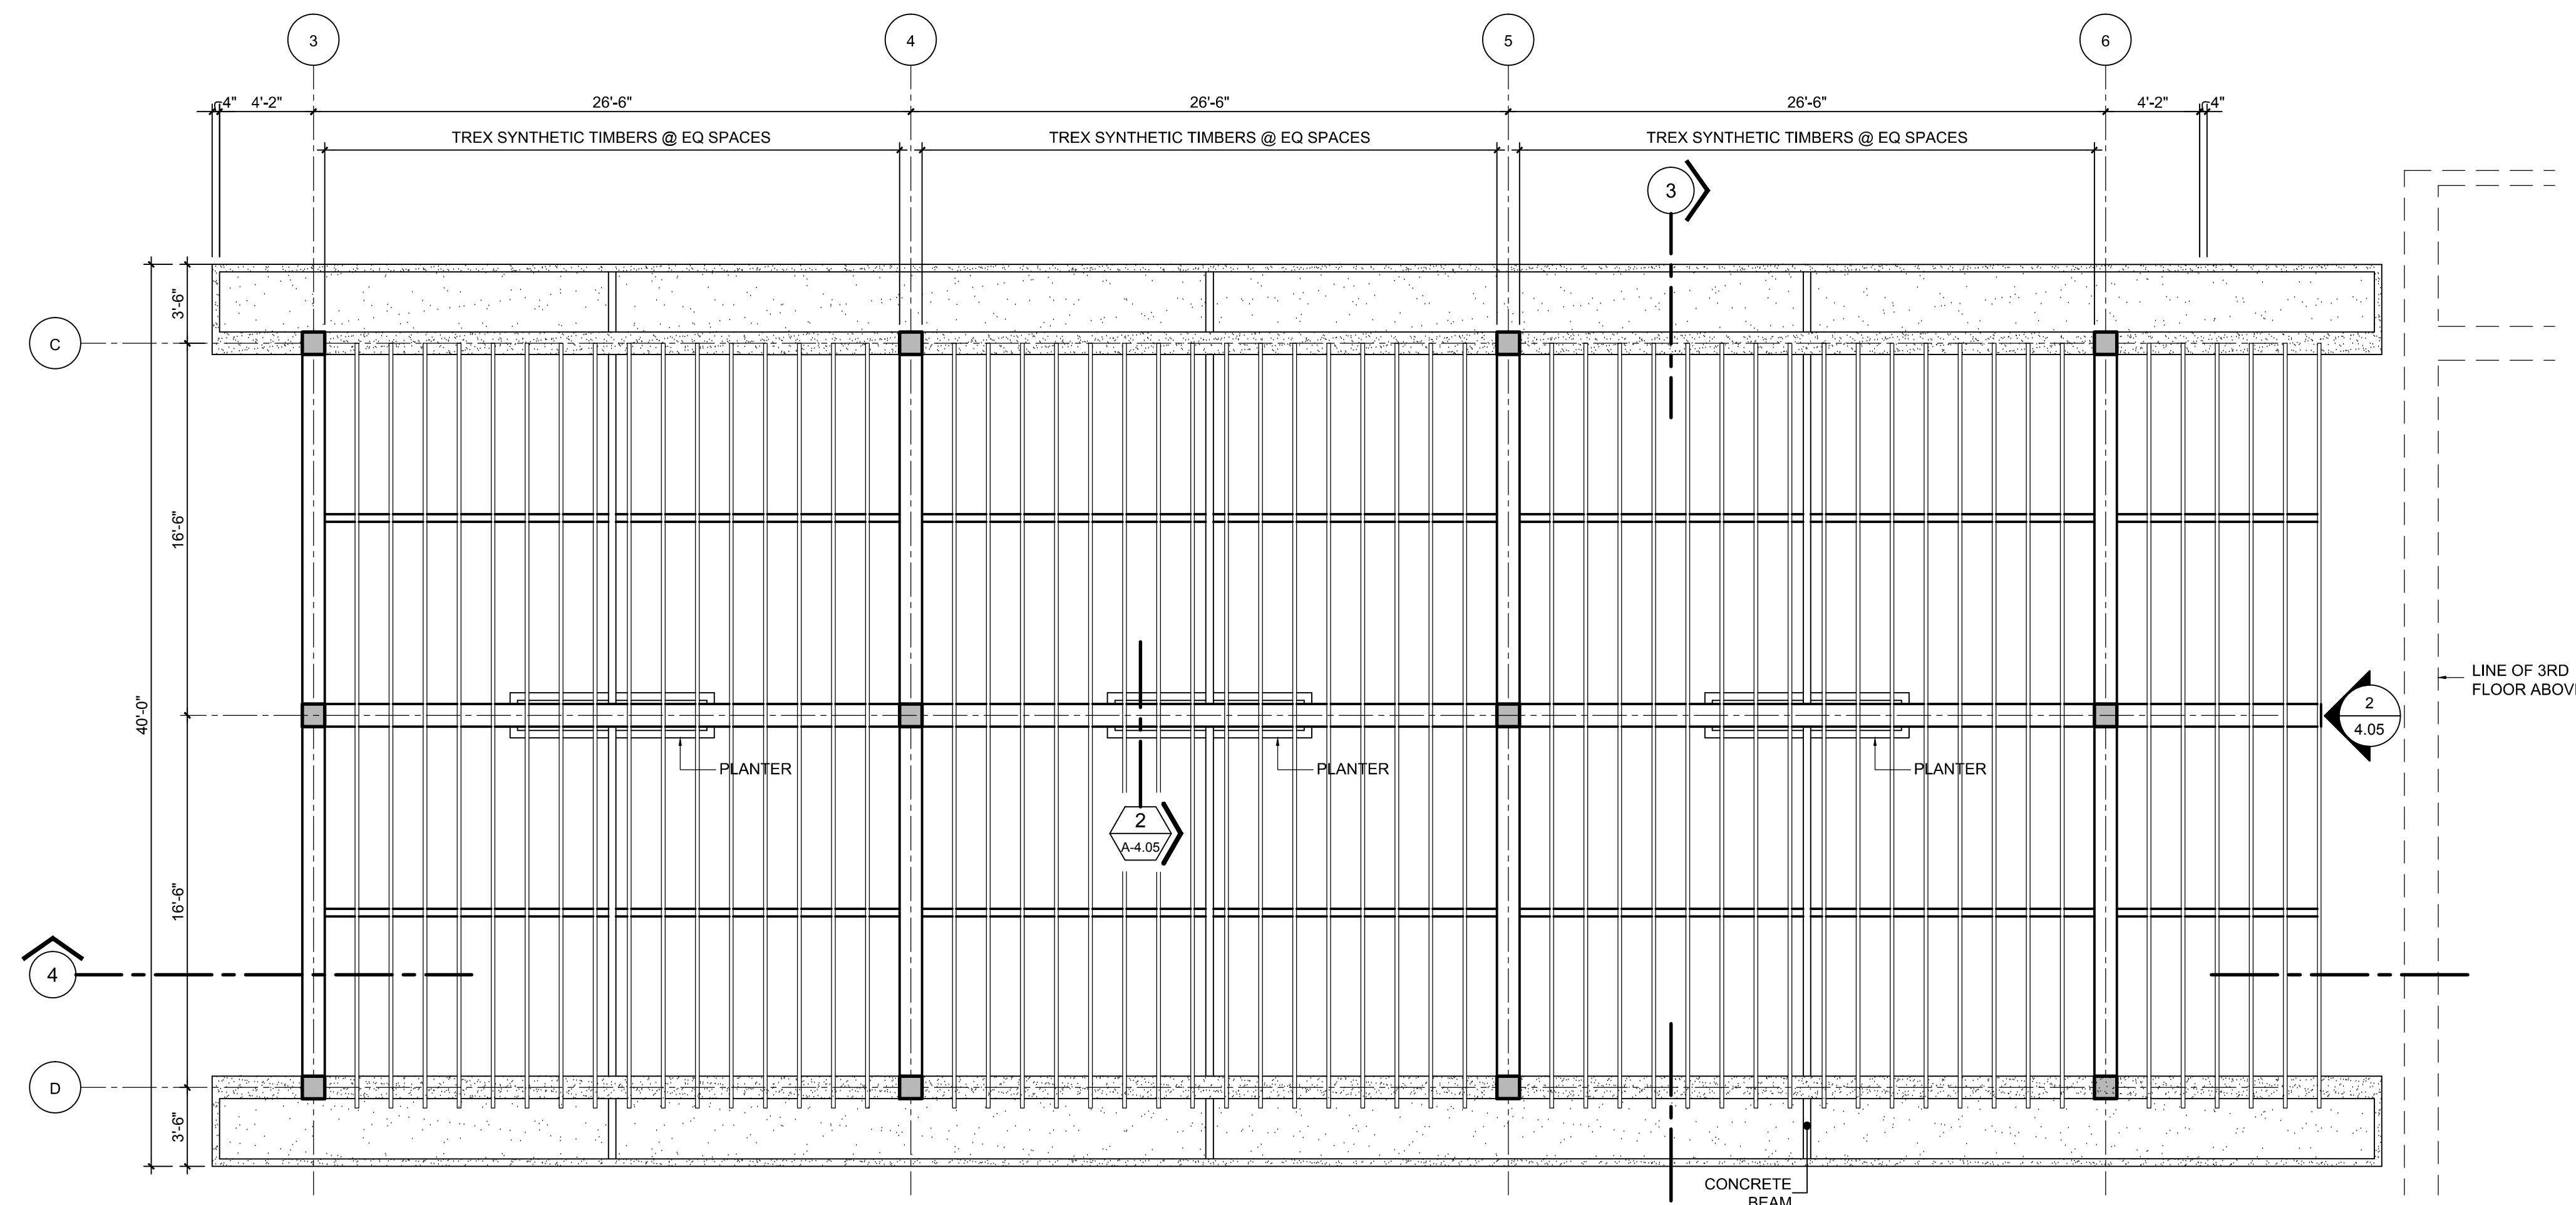 3
4
5
6
4"
4'-2"
26'-6"
26'-6"
26'-6"
4'-2"
4"
TREX SYNTHETIC TIMBERS @ EQ SPACES
TREX SYNTHETIC TIMBERS @ EQ SPACES
TREX SYNTHETIC TIMBERS @ EQ SPACES
3
3'-6"
C
16'-6"
40'-0"
LINE OF 3RD
FLOOR ABOVE
2
4.05
PLANTER
PLANTER
PLANTER
2
A-4.05
16'-6"
4
D
3'-6"
CONCRETE
BEAM